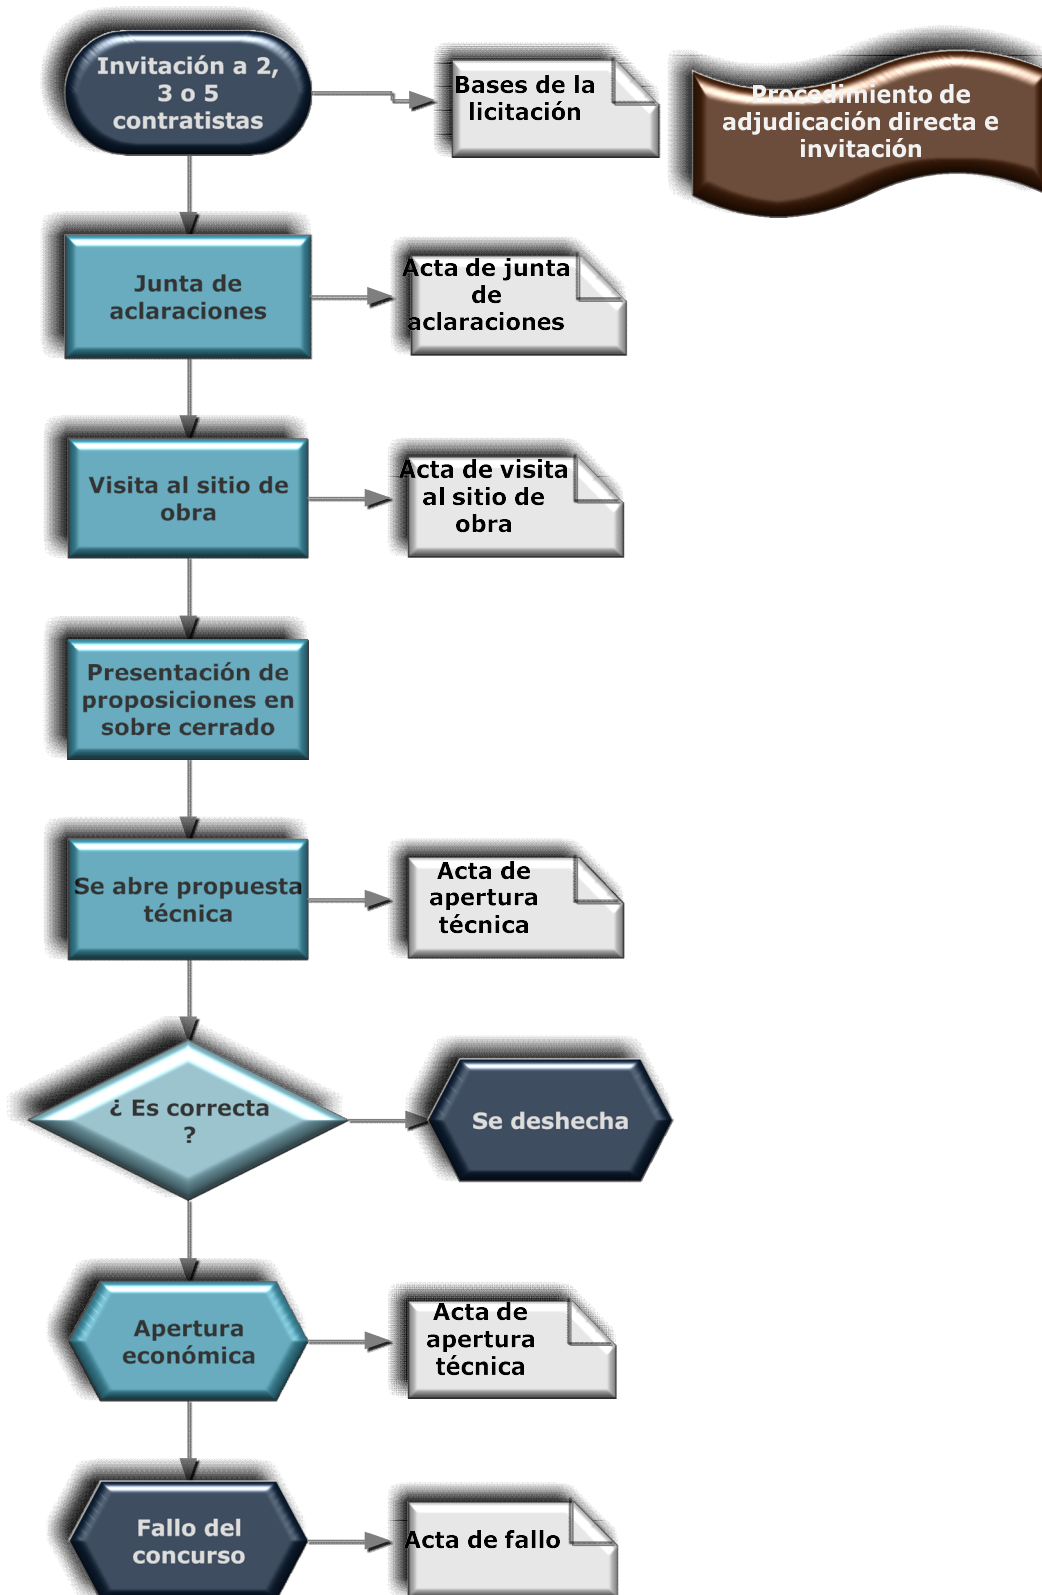 Invitación a 2,
3 o 5
contratistas
Bases de la
licitación
Procedimiento de
adjudicación directa e
invitación
Junta de
aclaraciones
Acta de junta
de
aclaraciones
Visita al sitio de
obra
Acta de visita
al sitio de
obra
Presentación de
proposiciones en
sobre cerrado
Se abre propuesta
técnica
Acta de
apertura
técnica
¿ Es correcta
?
Se deshecha
Apertura
económica
Acta de
apertura
técnica
Fallo del
concurso
Acta de fallo